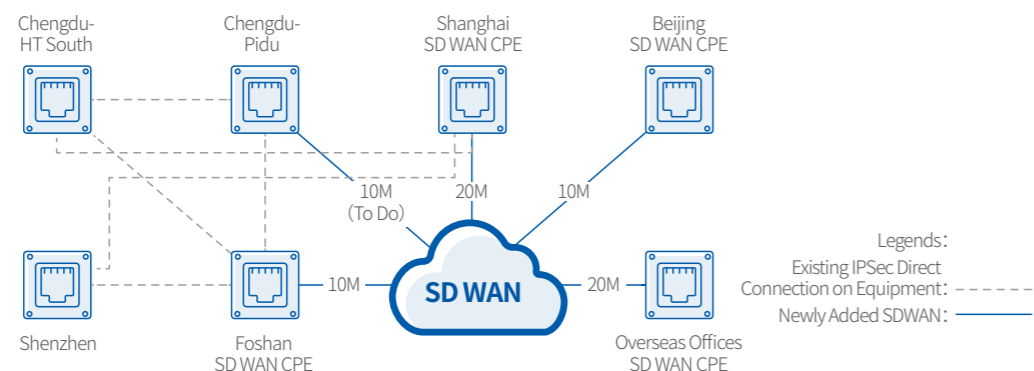 Chengdu-
HT South
Chengdu-
Pidu
Shanghai
SD WAN CPE
Beijing
SD WAN CPE
10M
(To Do)
20M
10M
10M
SD WAN
20M
Shenzhen
Foshan
SD WAN CPE
Overseas Offices
SD WAN CPE
Legends:
Existing IPSec Direct
Connection on Equipment:
Newly Added SDWAN: